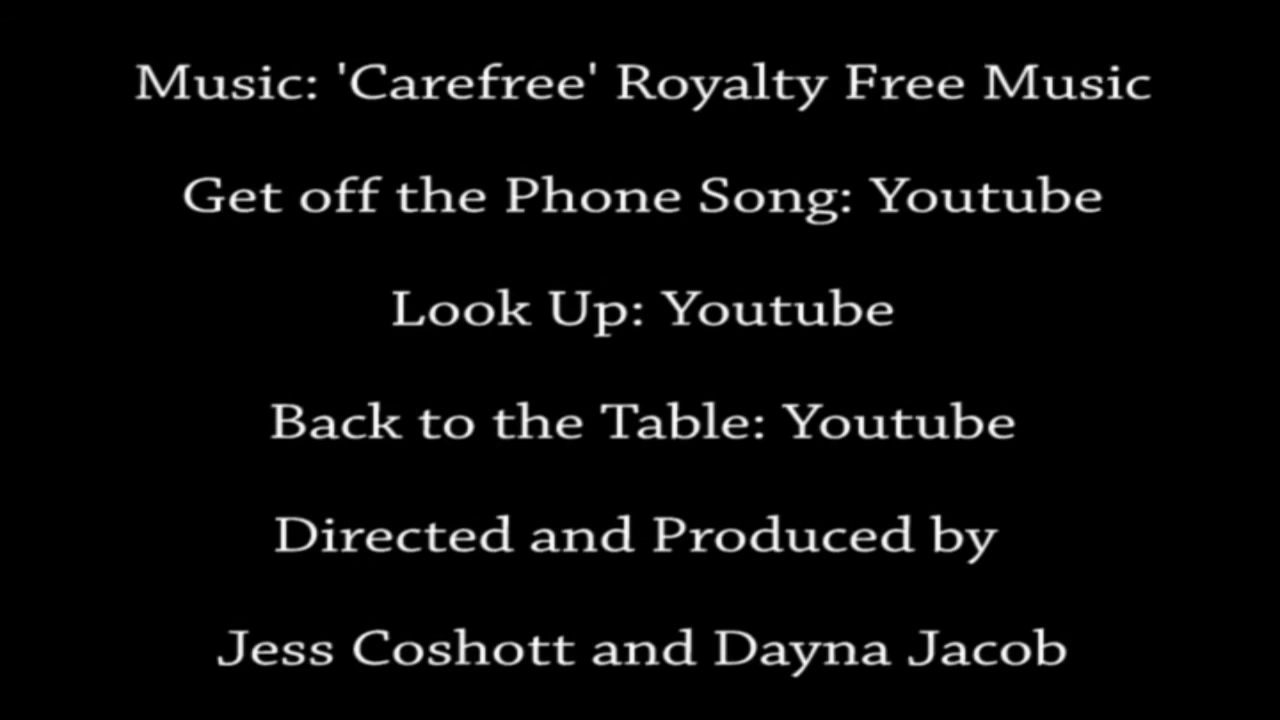 Music: 'Carefree' Royalty Free Music
Get off the Phone Song: Youtube
Look Up: Youtube
Back to the Table: Youtube
Directed and Produced by
Jess Coshott and Dayna Jacob